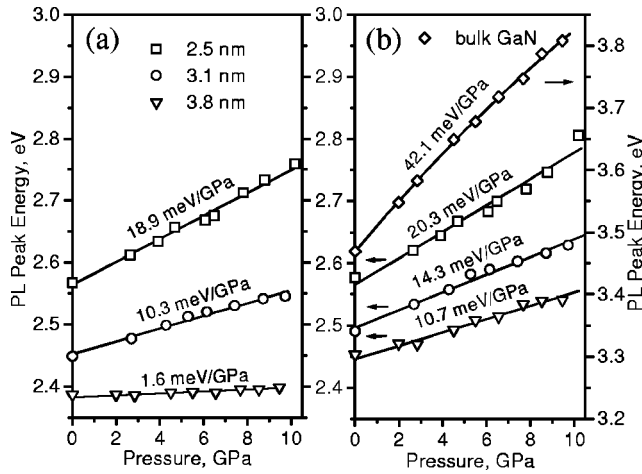 (a)
2.5 nm
3.1 nm
3.8 nm
18.9 meV/GPa
10.3 meV/GPa
1.6 meV/GPa
PL Peak Energy, eV
3.0
2.9
2.8
2.7
2.6
2.5
2.4
0 2 4 6 8 10
Pressure, GPa
(b)
bulk GaN
42.1 meV/GPa
20.3 meV/GPa
14.3 meV/GPa
10.7 meV/GPa
3.0
2.9
2.8
2.7
2.6
2.5
2.4
3.8
3.7
3.6
3.5
3.4
3.3
3.2
PL Peak Energy, eV
0 2 4 6 8 10
Pressure, GPa